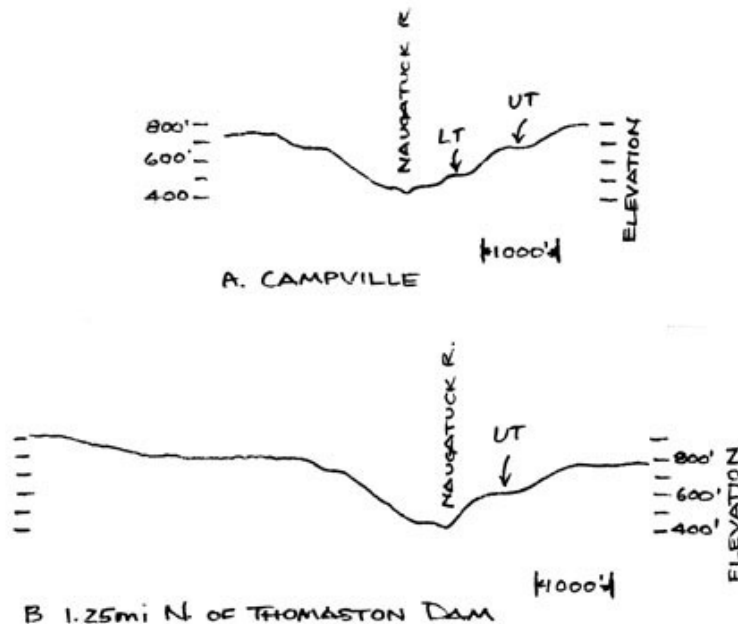 NAUGATUCK R.
UT
LT
800'
600'
400
ELEVATION
1000'
A. CAMPVILLE
NAUGATUCK R.
UT
800'
600'
400'
ELEVATION
1000'
B 1.25mi N. OF THOMASTON DAM